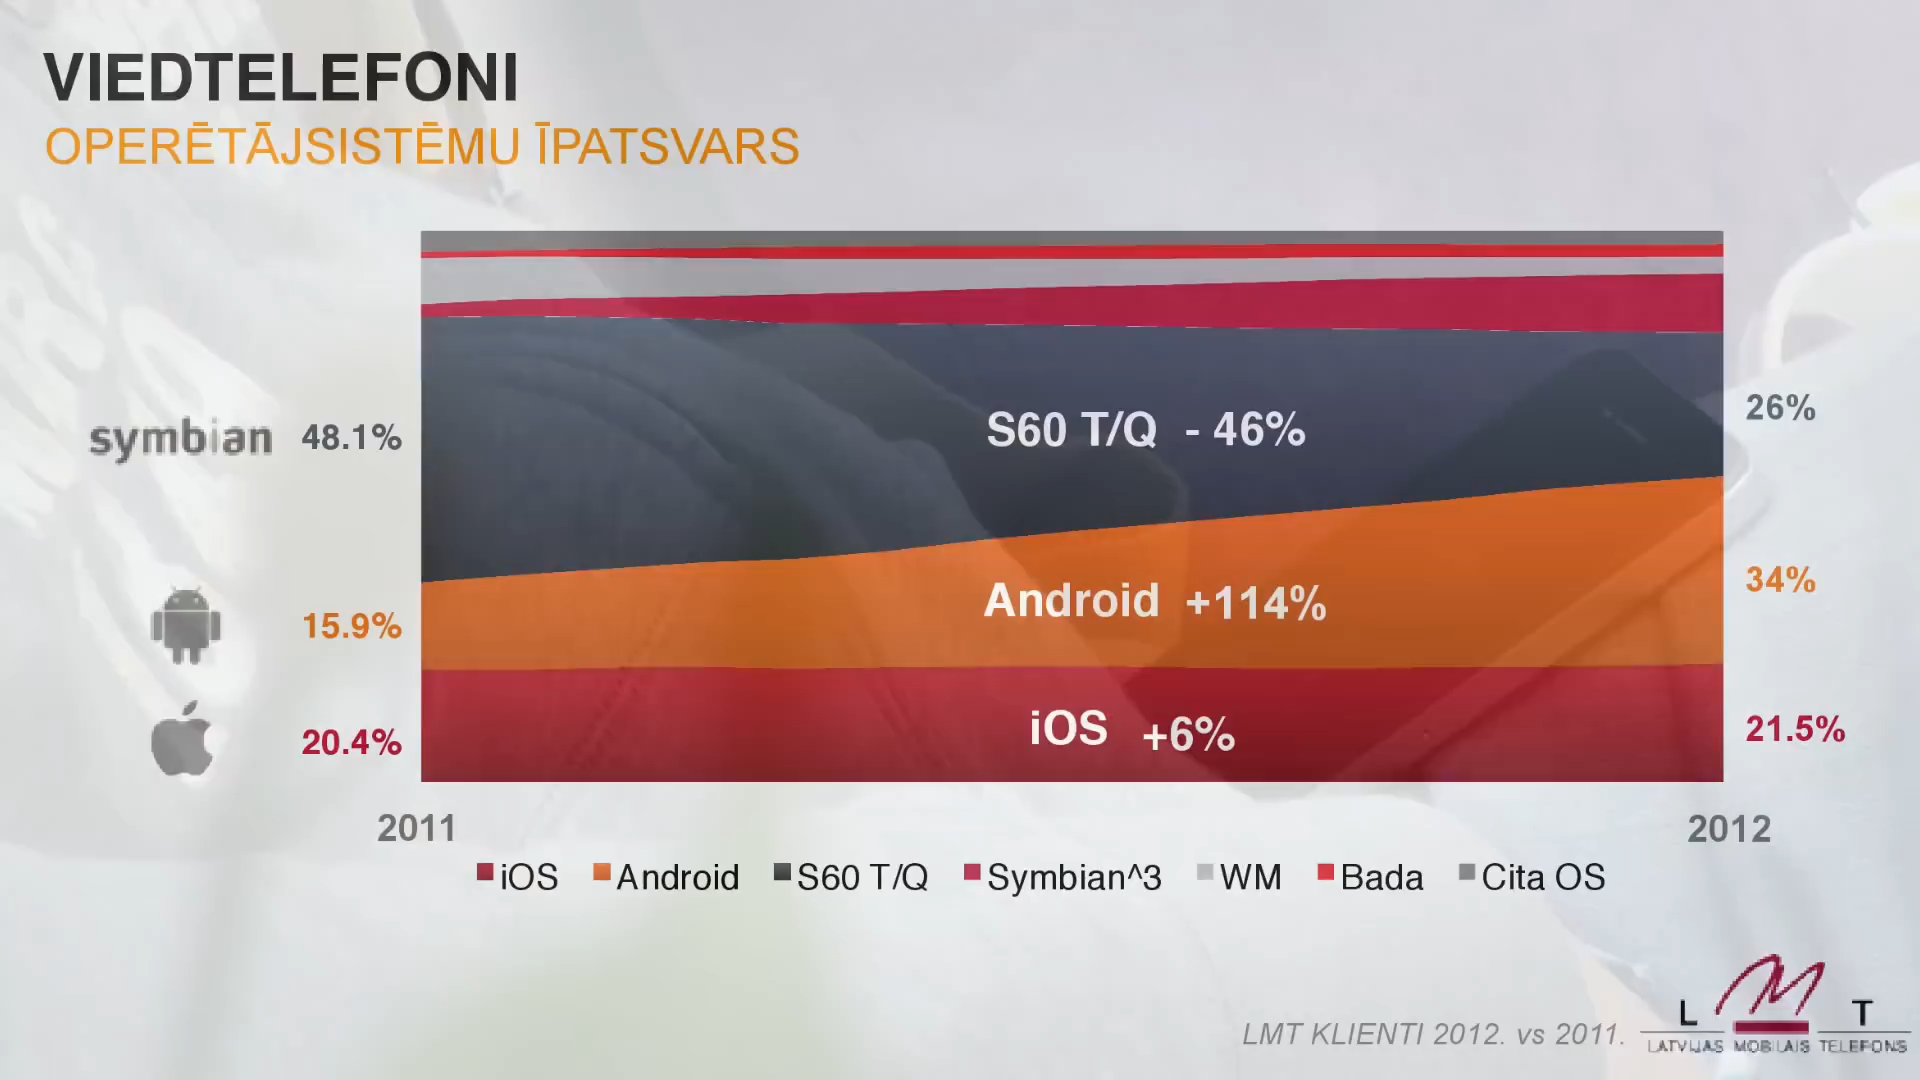 VIEDTELEFONI
OPERĒTĀJSISTĒMU ĪPATSVARS
symbian 48.1%
S60 T/Q - 46%
26%
15.9%
Android +114%
34%
20.4%
iOS +6%
21.5%
2011
2012
iOS Android S60 T/Q Symbian^3 WM Bada Cita OS
LMT KLIENTI 2012. vs 2011.
L M T
LATVIJAS MOBILAIS TELEFONS